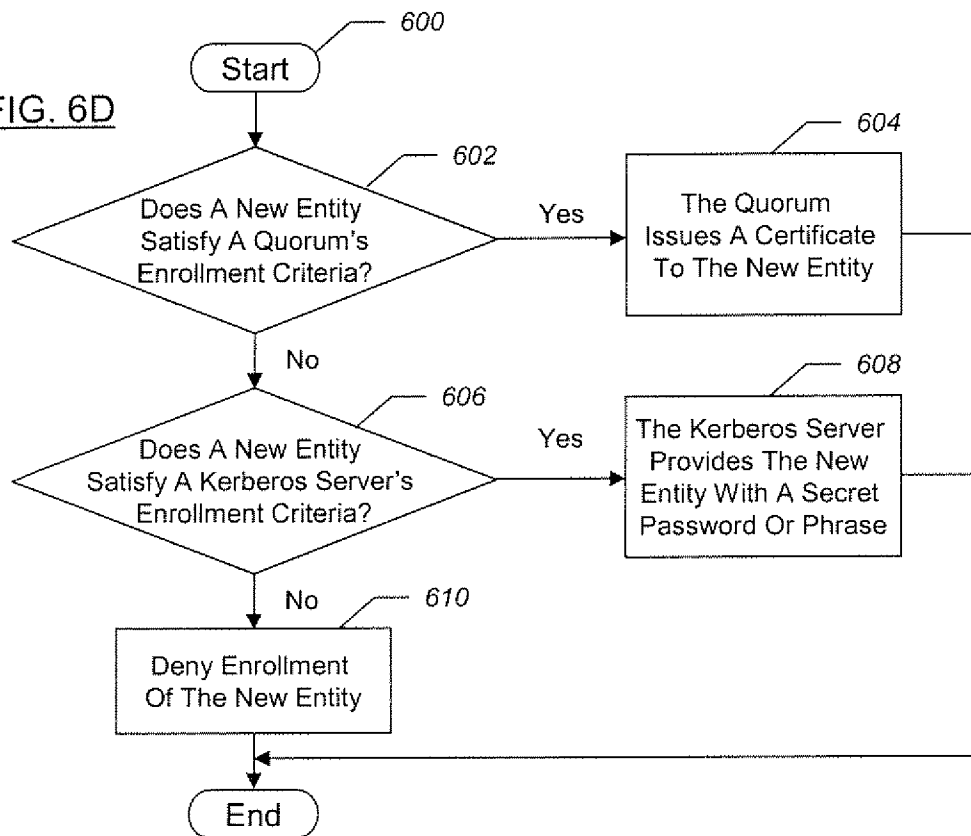 600
Start
FIG. 6D
602
Does A New Entity
Satisfy A Quorum's
Enrollment Criteria?
Yes
604
The Quorum
Issues A Certificate
To The New Entity
No
606
Does A New Entity
Satisfy A Kerberos Server's
Enrollment Criteria?
Yes
608
The Kerberos Server
Provides The New
Entity With A Secret
Password Or Phrase
No
610
Deny Enrollment
Of The New Entity
End